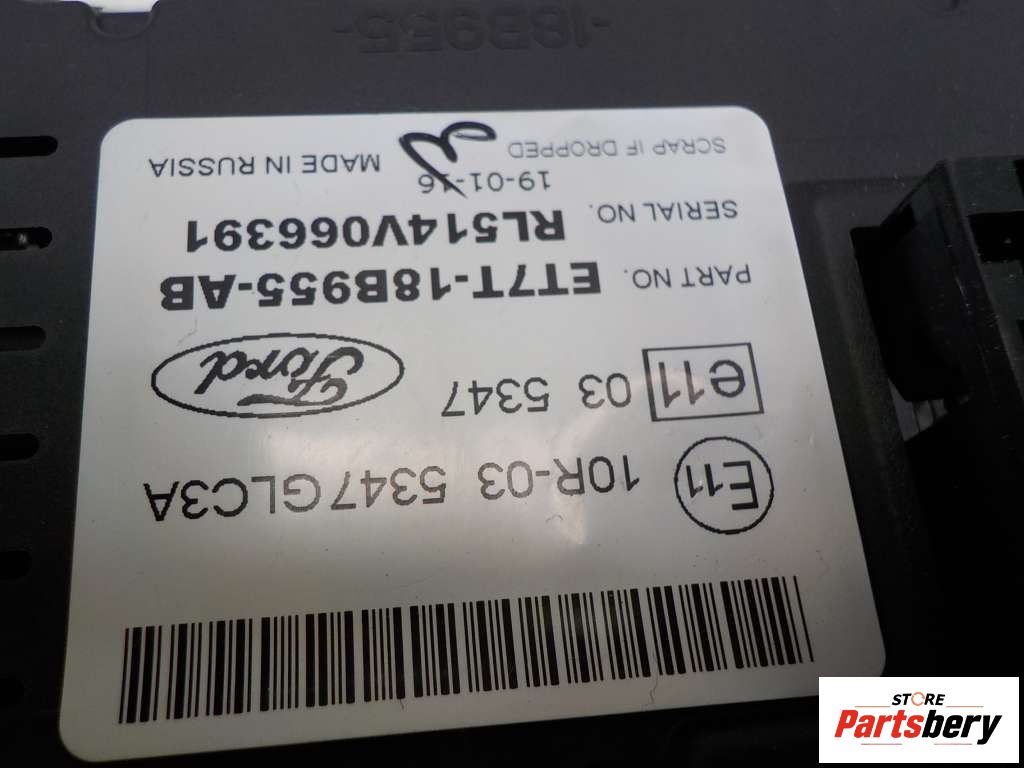 E11 10R-03 5347GLC3A
e11 03 5347 Ford
PART NO. ET7T-18B955-AB
SERIAL NO. RL514V066391
19-01-16
SCRAP IF DROPPED MADE IN RUSSIA
-18B955-
STORE
Partsbery